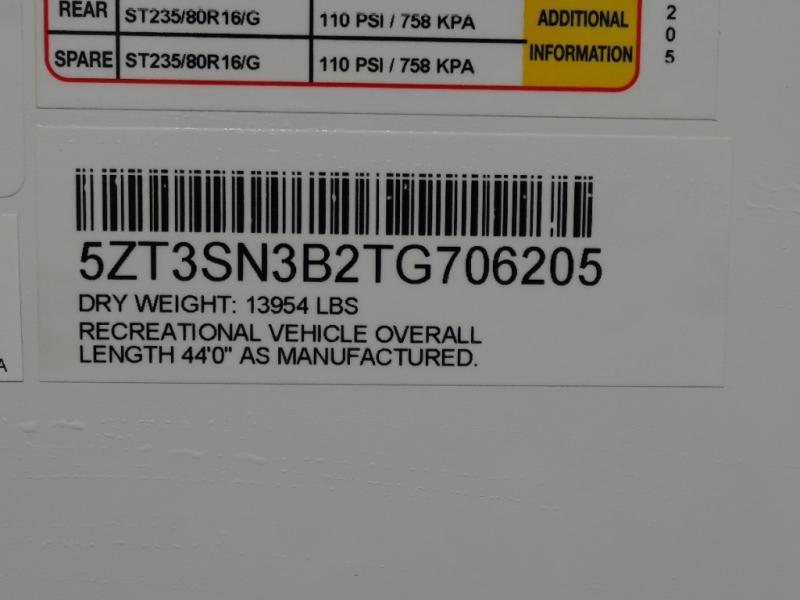 REAR ST235/80R16/G 110 PSI / 758 KPA ADDITIONAL
SPARE ST235/80R16/G 110 PSI / 758 KPA INFORMATION
2
0
5
5ZT3SN3B2TG706205
DRY WEIGHT: 13954 LBS
RECREATIONAL VEHICLE OVERALL
LENGTH 44'0" AS MANUFACTURED.
A